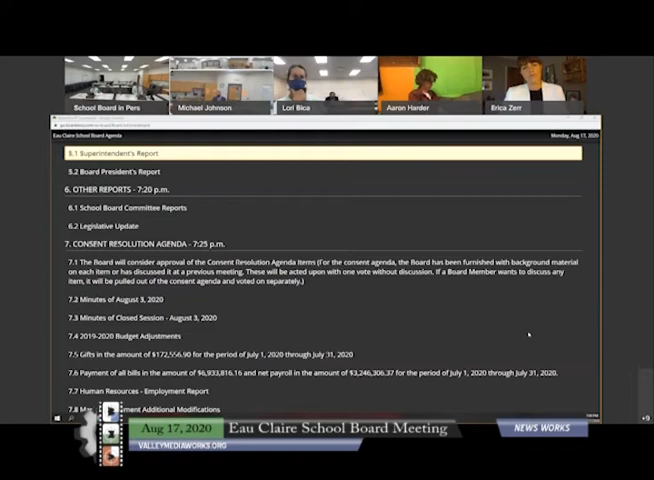 School Board in Pers
Michael Johnson
Lori Bica
Aaron Harder
Erica Zerr
Eau Claire School Board Agenda
Monday, Aug 17, 2020
5.1 Superintendent's Report
5.2 Board President's Report
6. OTHER REPORTS - 7:20 p.m.
6.1 School Board Committee Reports
6.2 Legislative Update
7. CONSENT RESOLUTION AGENDA - 7:25 p.m.
7.1 The Board will consider approval of the Consent Resolution Agenda Items (For the consent agenda, the Board has been furnished with background material
on each item or has discussed it at a previous meeting. These will be acted upon with one vote without discussion. If a Board Member wants to discuss any
item, it will be pulled out of the consent agenda and voted on separately.)
7.2 Minutes of August 3, 2020
7.3 Minutes of Closed Session - August 3, 2020
7.4 2019-2020 Budget Adjustments
7.5 Gifts in the amount of $172,556.90 for the period of July 1, 2020 through July 31, 2020
7.6 Payment of all bills in the amount of $6,933,816.16 and net payroll in the amount of $3,246,306.37 for the period of July 1, 2020 through July 31, 2020.
7.7 Human Resources - Employment Report
7.8 Additional Modifications
+9
Aug 17, 2020 Eau Claire School Board Meeting
NEWS WORKS
VALLEYMEDIAWORKS.ORG